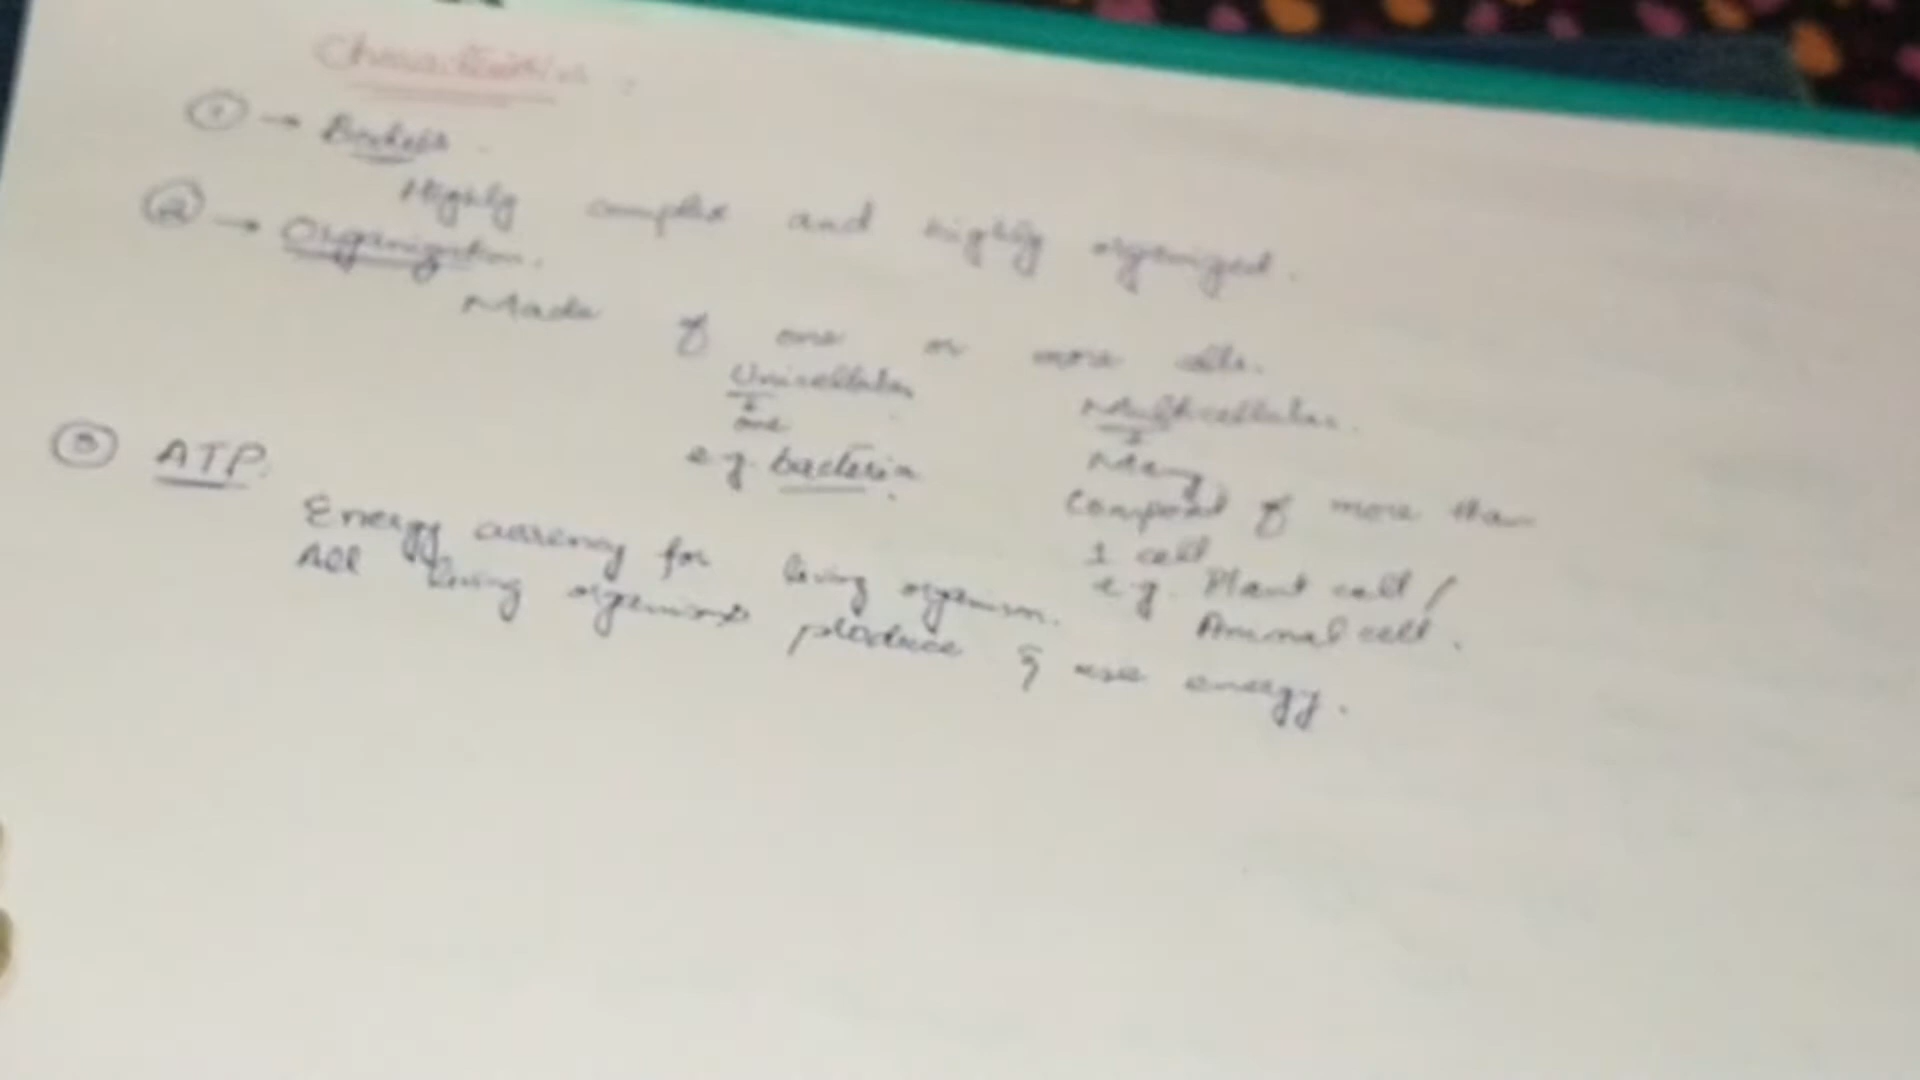 Characteristics :
① → Bodies.
Highly complex and highly organized.
② → Organization.
Made of one or more cells.
Unicellular Multicellular.
one Many
e.g. bacteria. Composed of more than
1 cell
e.g. Plant cell /
Animal cell.
③ ATP.
Energy currency for living organism.
All living organisms produce & use energy.